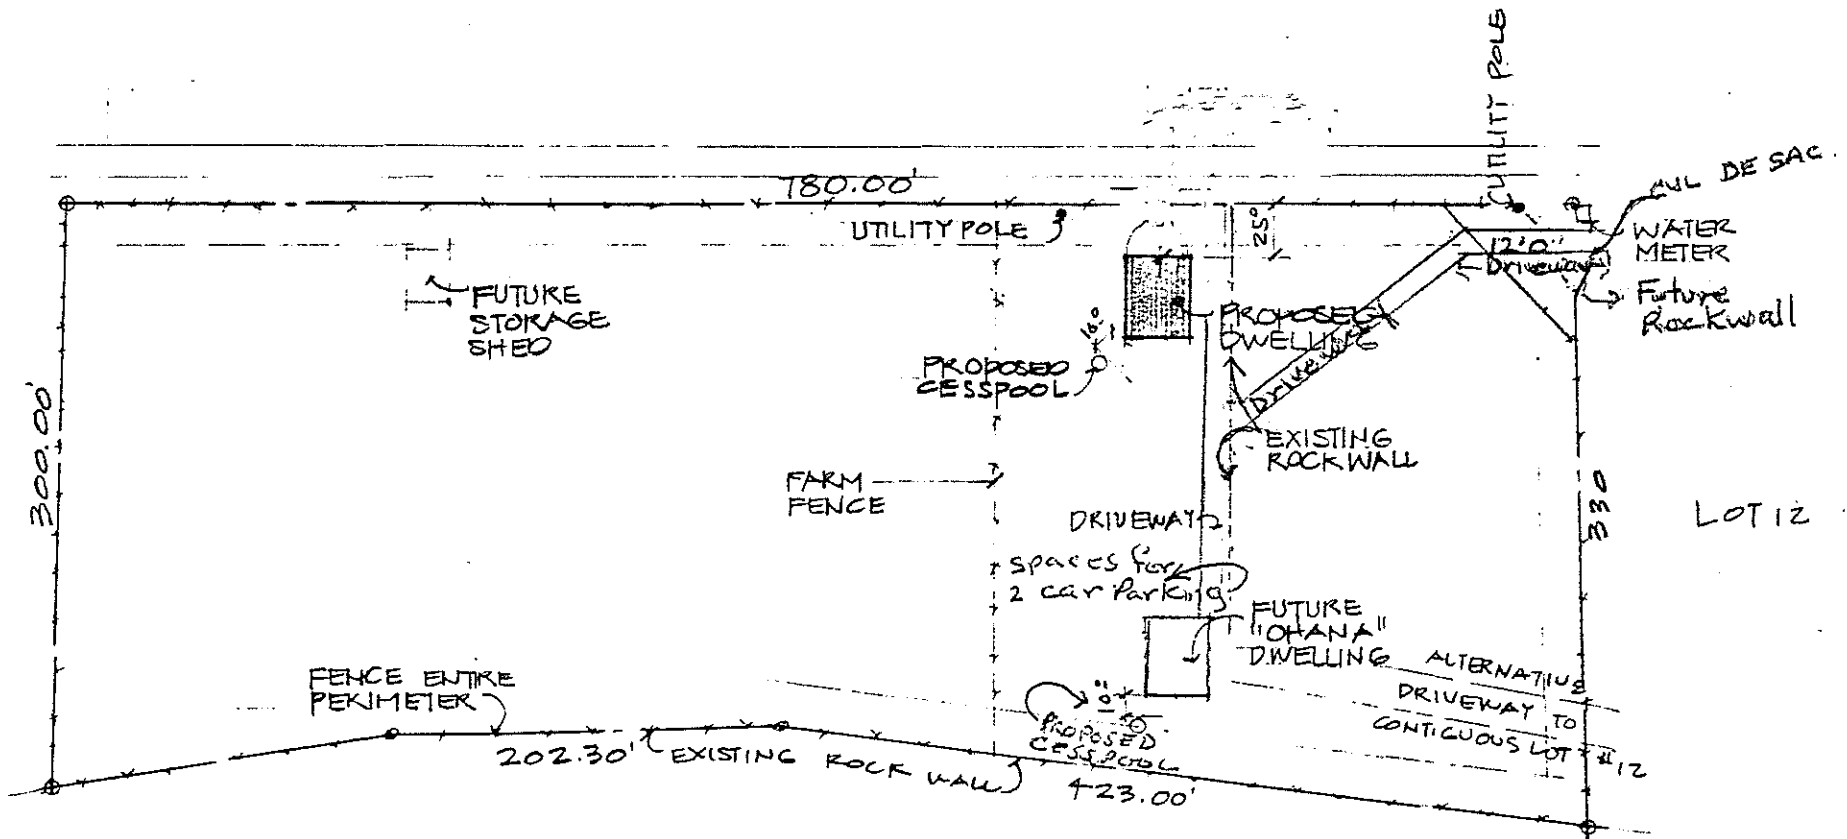 UTILITY POLE
CUL DE SAC.
780.00'
UTILITY POLE
25°
WATER
METER
12'0"
Driveway
Future
Rockwall
FUTURE
STORAGE
SHED
PROPOSED
DWELLING
10'0
PROPOSED
CESSPOOL
Driveway
EXISTING
ROCKWALL
300.00'
FARM
FENCE
330
LOT 12
DRIVEWAY
spaces for
2 car Parking
FUTURE
"OHANA"
DWELLING
ALTERNATIVE
DRIVEWAY TO
CONTIGUOUS LOT #12
FENCE ENTIRE
PERIMETER
10'
PROPOSED
CESSPOOL
202.30'
EXISTING ROCK WALL
423.00'